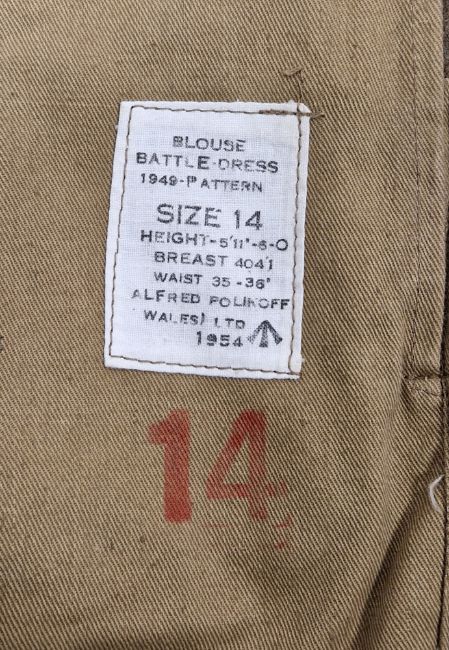 BLOUSE
BATTLE-DRESS
1949-PATTERN
SIZE 14
HEIGHT-5'11"-6-0
BREAST 40 41
WAIST 35-36"
ALFRED POLIKOFF
WALES) LTD
1954
14